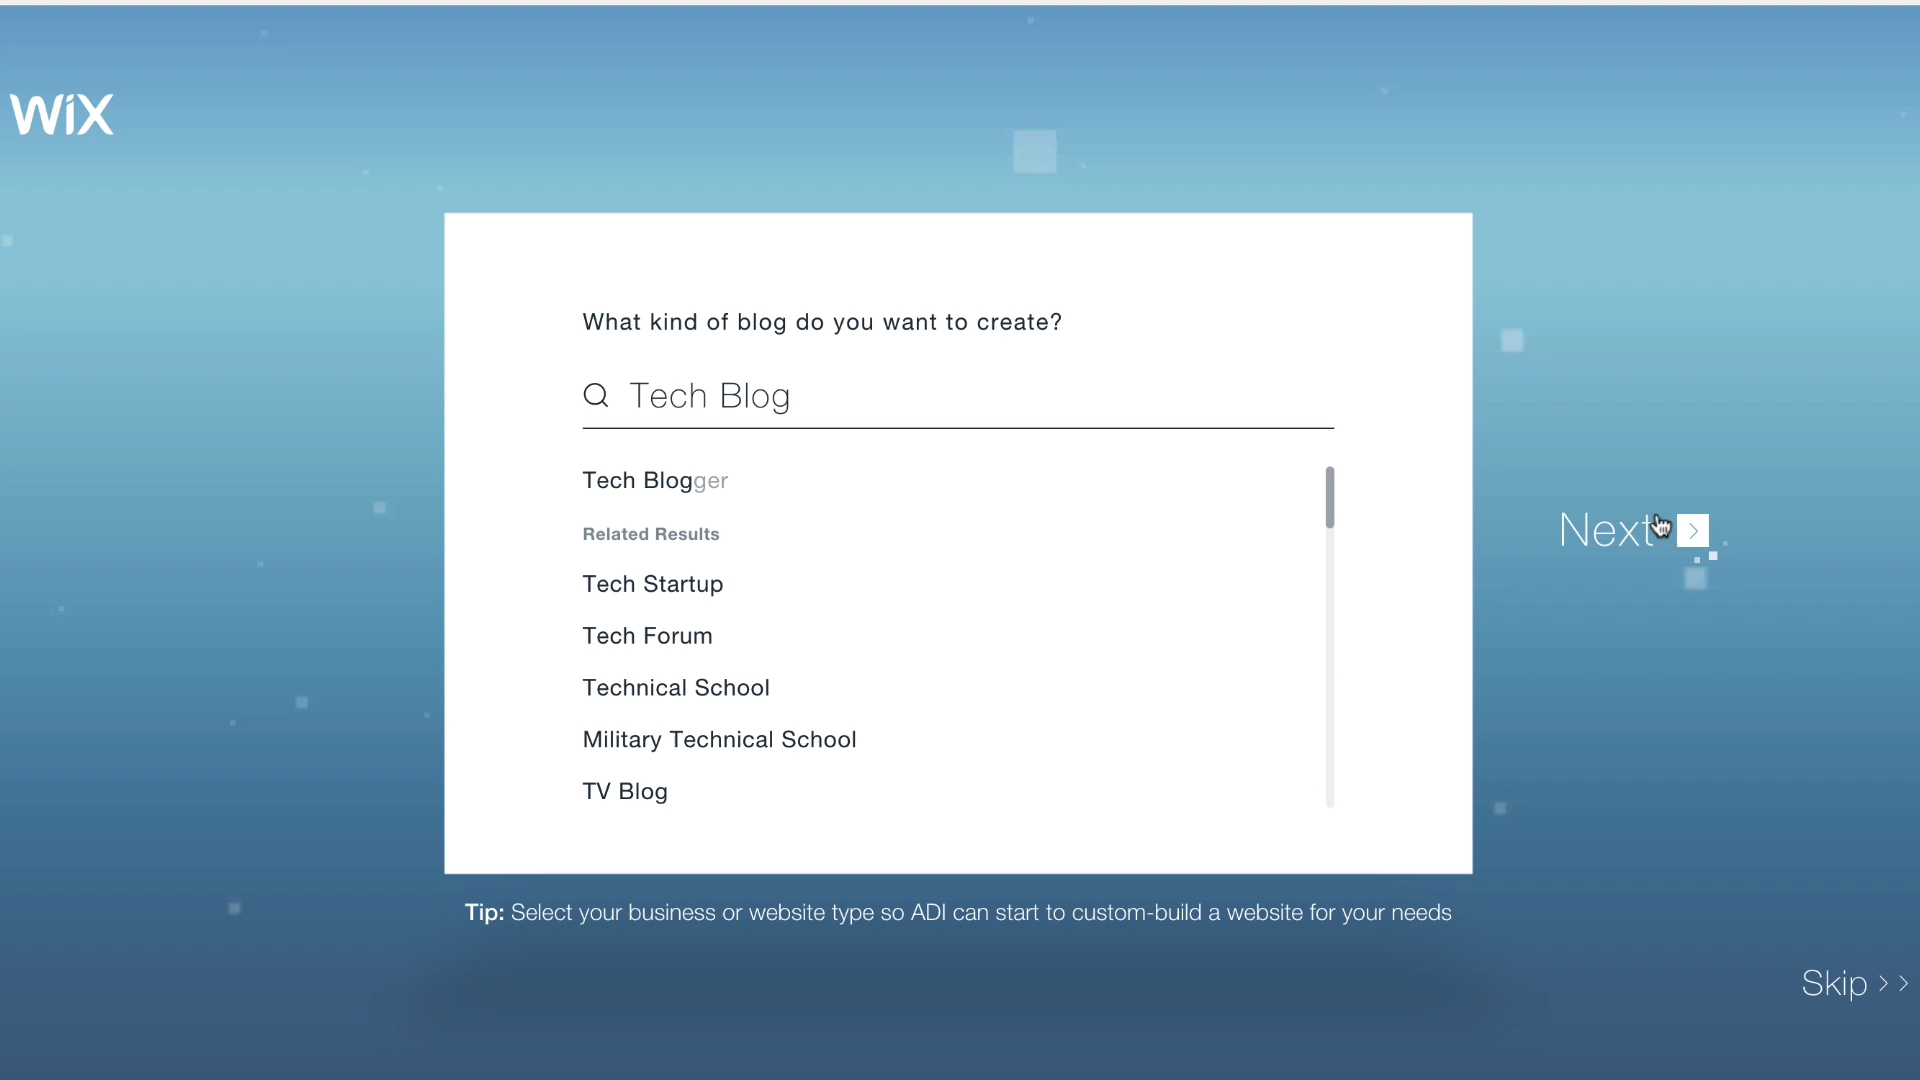 WiX
What kind of blog do you want to create?
Tech Blog
Tech Blogger
Related Results
Tech Startup
Tech Forum
Technical School
Military Technical School
TV Blog
Next
Tip: Select your business or website type so ADI can start to custom-build a website for your needs
Skip